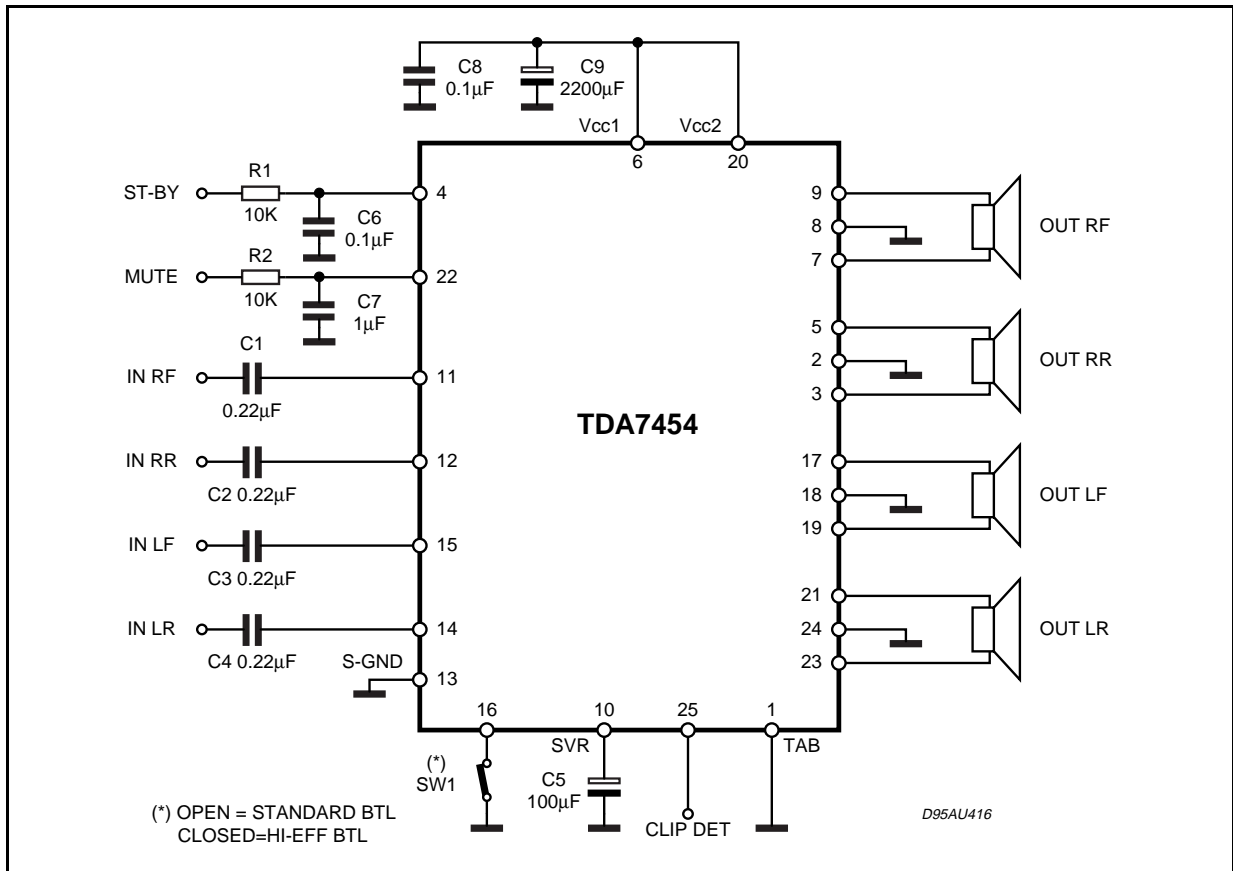 C8
0.1µF
C9
2200µF
Vcc1
Vcc2
6
20
ST-BY
R1
10K
4
C6
0.1µF
MUTE
R2
10K
22
C7
1µF
IN RF
C1
0.22µF
11
IN RR
C2 0.22µF
12
IN LF
C3 0.22µF
15
IN LR
C4 0.22µF
14
S-GND
13
TDA7454
9
8
7
OUT RF
5
2
3
OUT RR
17
18
19
OUT LF
21
24
23
OUT LR
16
10
25
1
SVR
TAB
(*)
SW1
C5
100µF
CLIP DET
(*) OPEN = STANDARD BTL
CLOSED=HI-EFF BTL
D95AU416